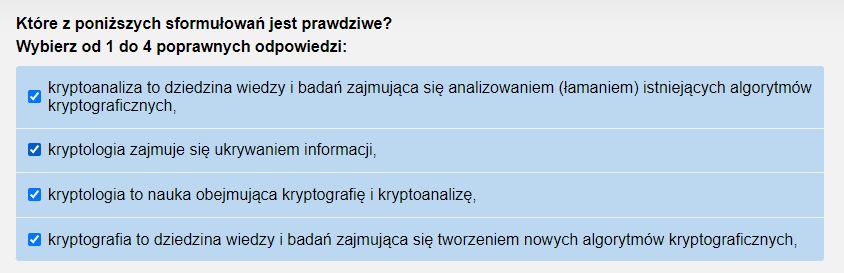 Które z poniższych sformułowań jest prawdziwe?
Wybierz od 1 do 4 poprawnych odpowiedzi:
kryptoanaliza to dziedzina wiedzy i badań zajmująca się analizowaniem (łamaniem) istniejących algorytmów
kryptograficznych,
kryptologia zajmuje się ukrywaniem informacji,
kryptologia to nauka obejmująca kryptografię i kryptoanalizę,
kryptografia to dziedzina wiedzy i badań zajmująca się tworzeniem nowych algorytmów kryptograficznych,